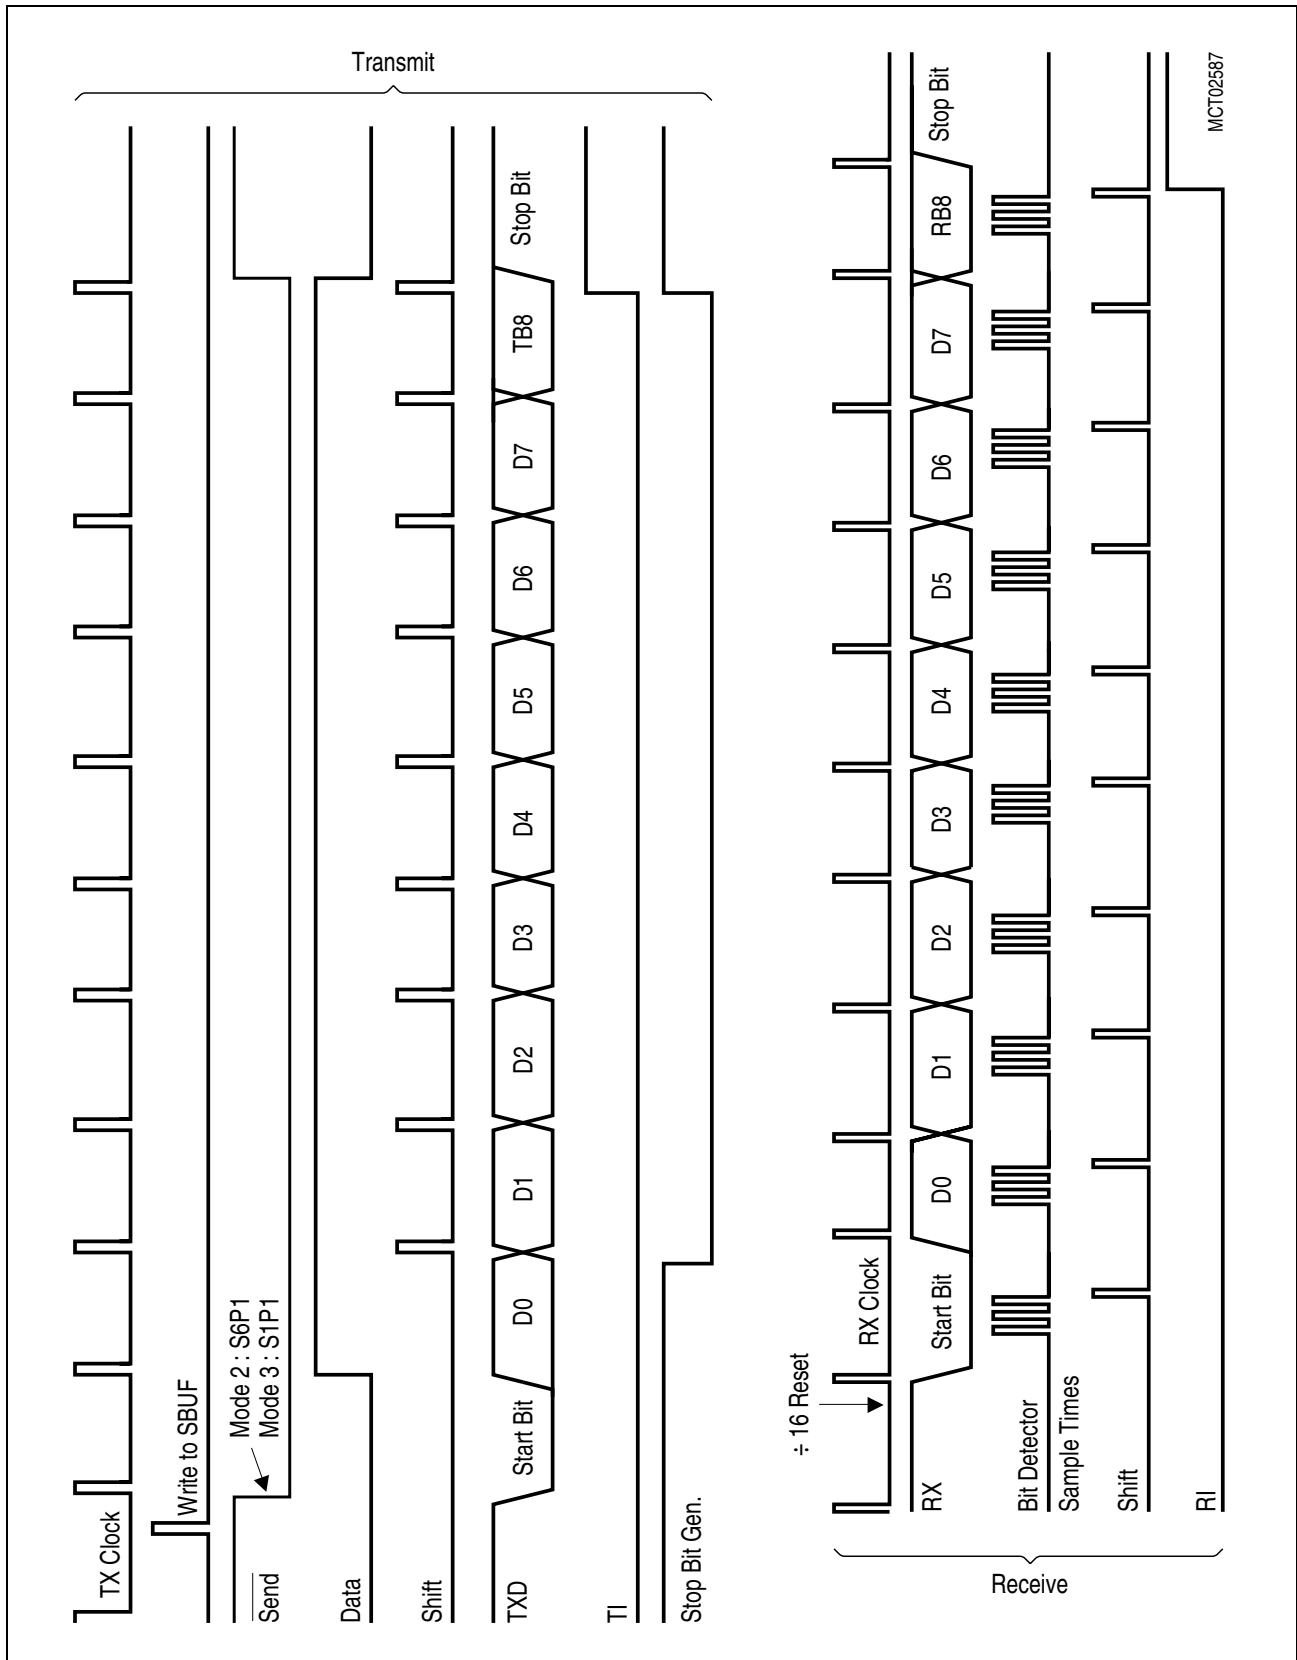 Transmit
TX Clock
Write to SBUF
Mode 2 : S6P1
Mode 3 : S1P1
Send
Data
Shift
TXD
Start Bit
D0
D1
D2
D3
D4
D5
D6
D7
TB8
Stop Bit
TI
Stop Bit Gen.
÷ 16 Reset
RX Clock
RX
Start Bit
D0
D1
D2
D3
D4
D5
D6
D7
RB8
Stop Bit
Bit Detector
Sample Times
Shift
RI
Receive
MCT02587